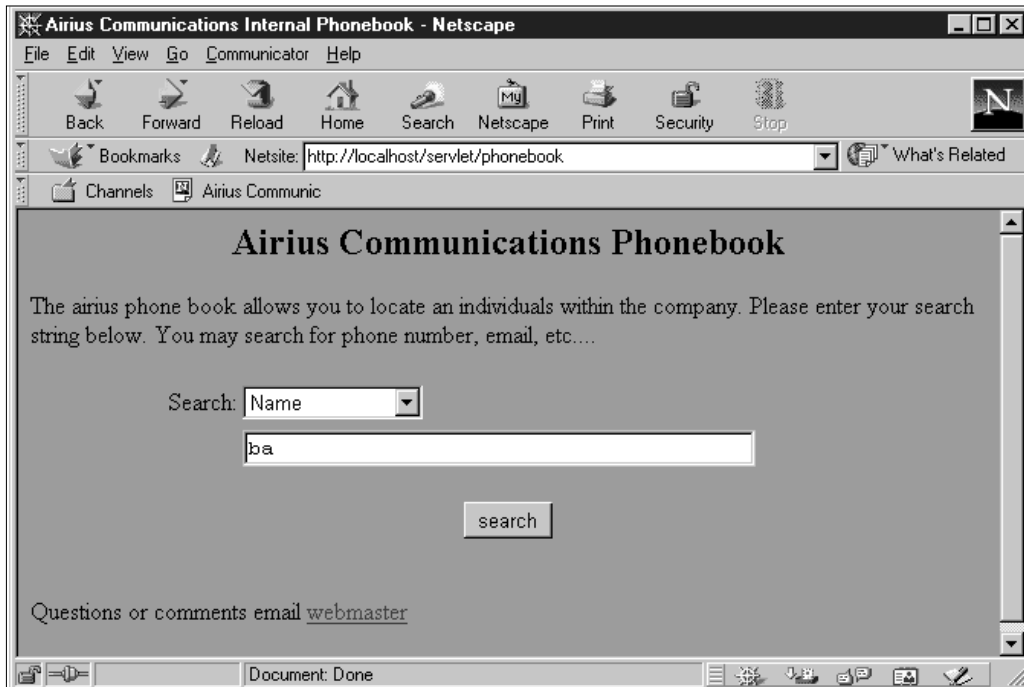 Airius Communications Internal Phonebook - Netscape
File Edit View Go Communicator Help
Back Forward Reload Home Search Netscape Print Security Stop
My
N
Bookmarks Netsite: http://localhost/servlet/phonebook What's Related
Channels Airius Communic
Airius Communications Phonebook
The airius phone book allows you to locate an individuals within the company. Please enter your search
string below. You may search for phone number, email, etc....
Search: Name
ba
search
Questions or comments email webmaster
Document: Done